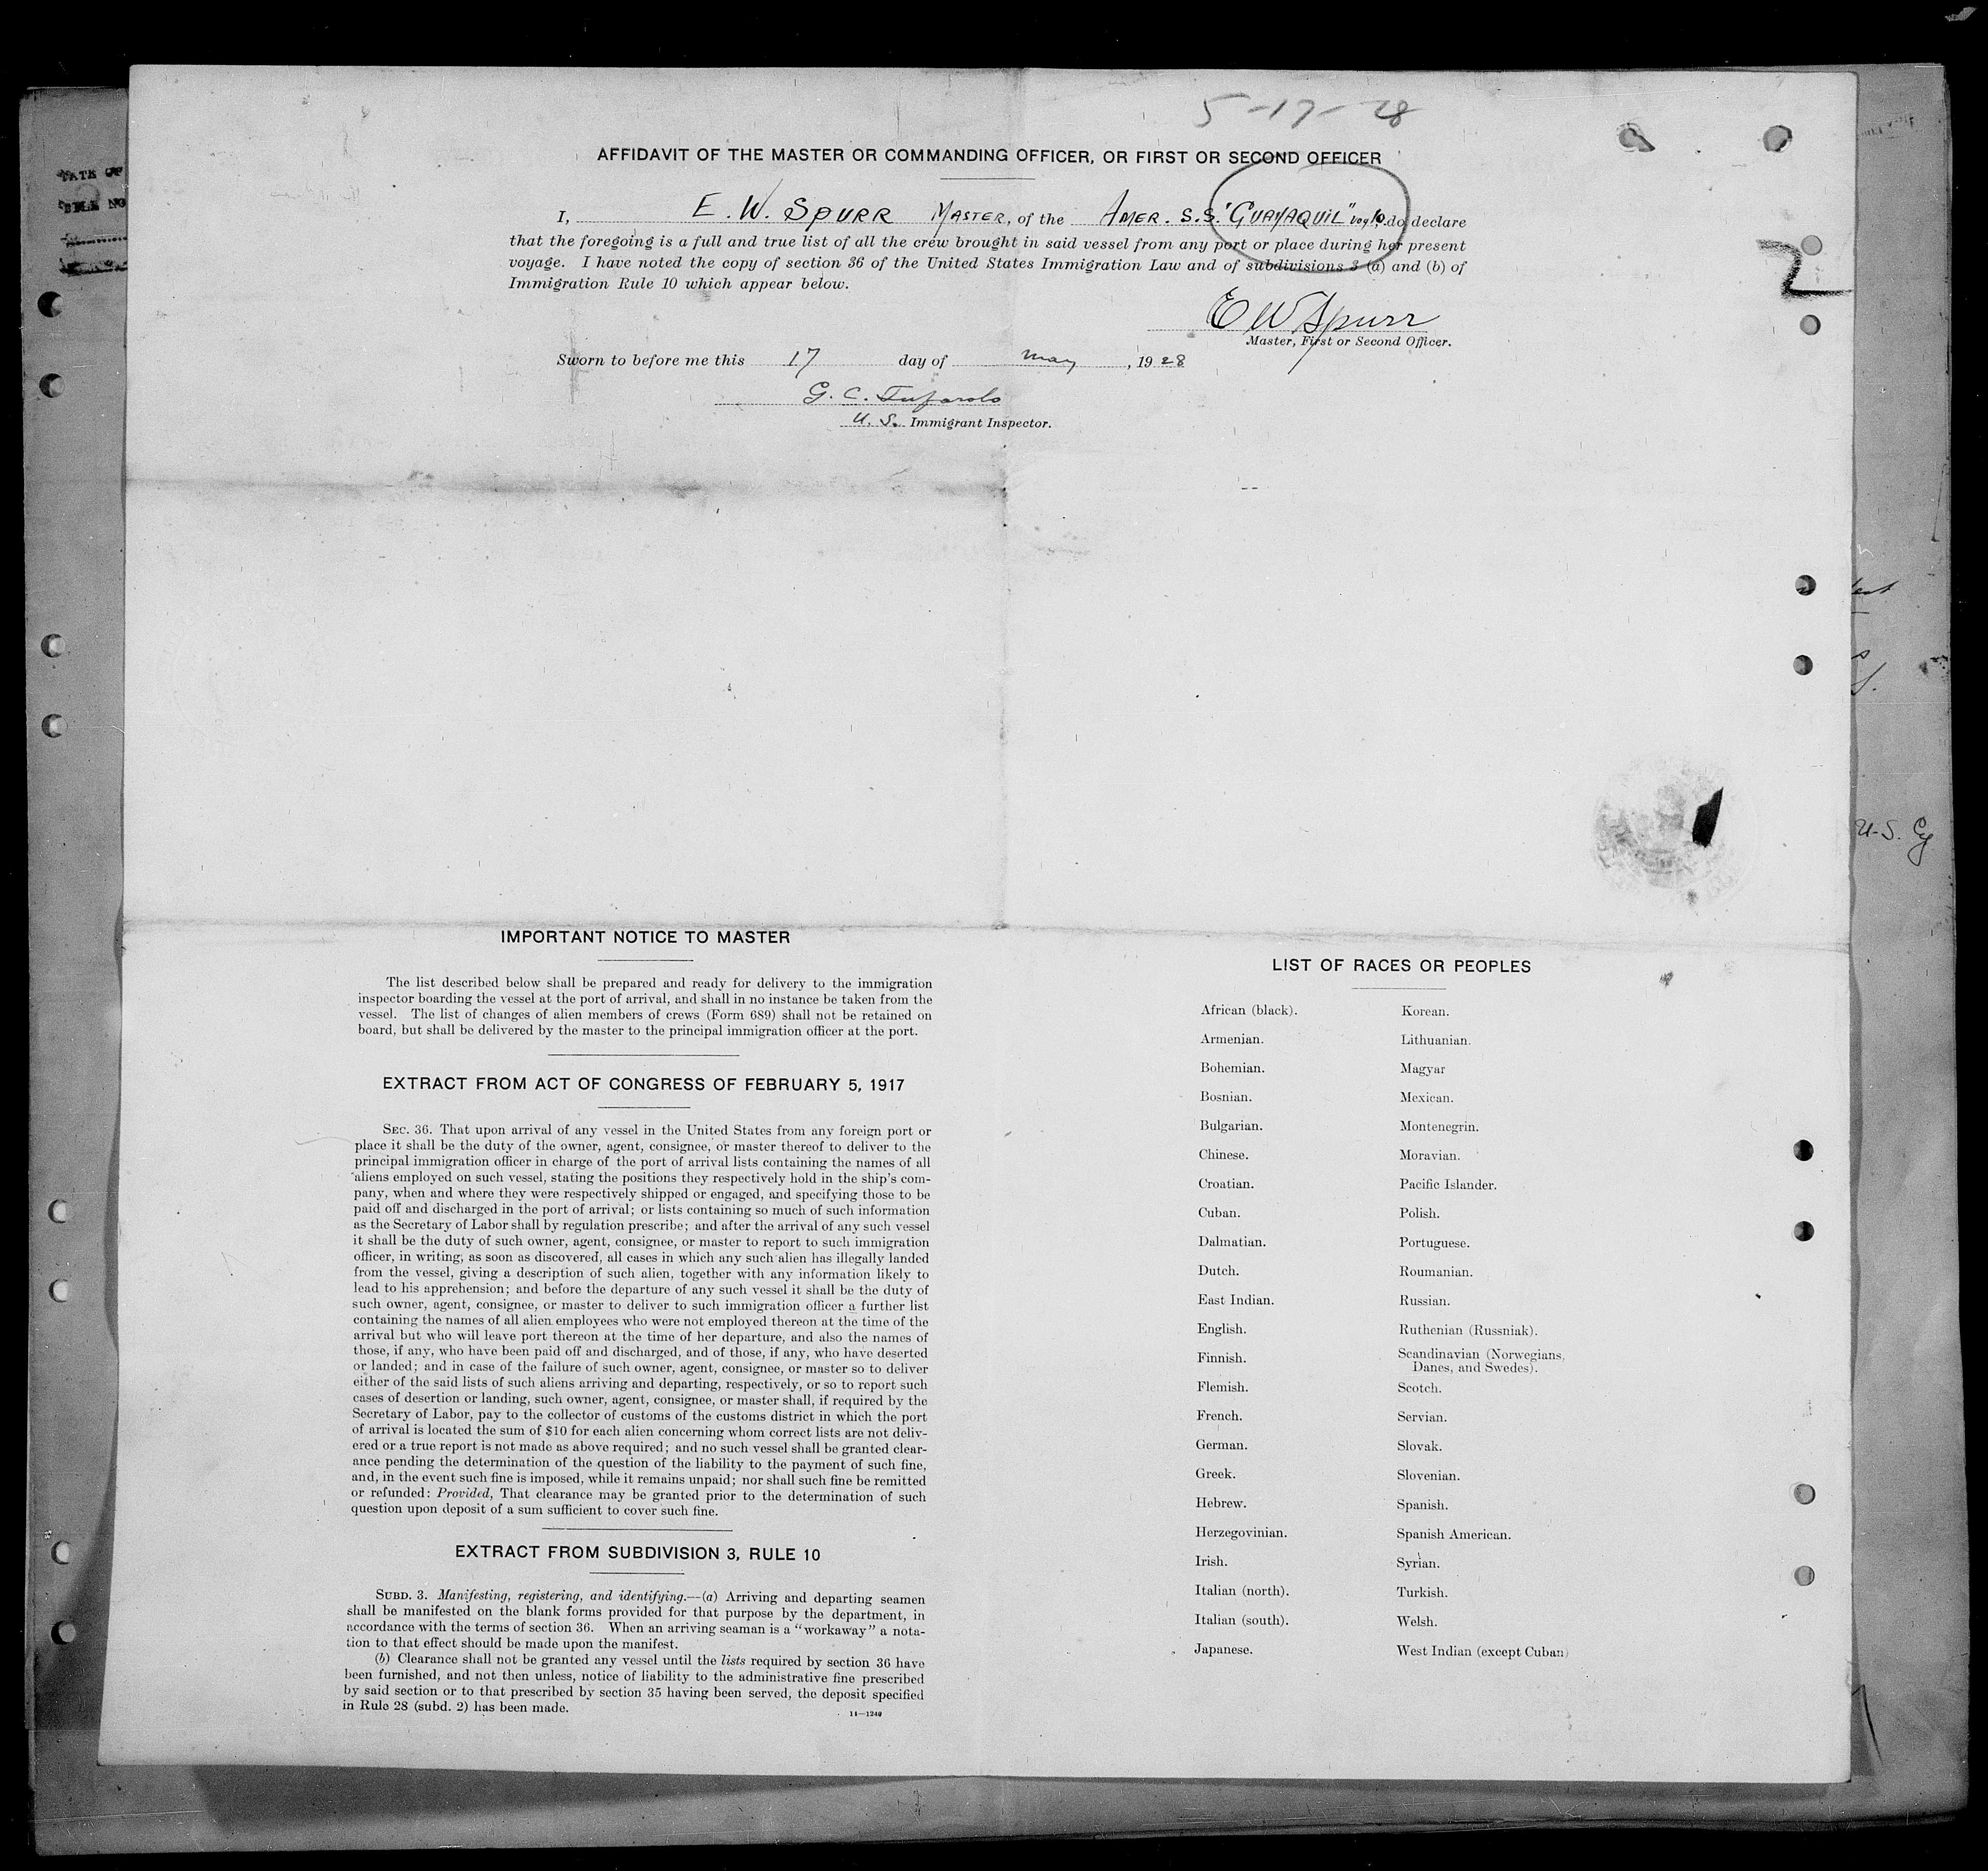 5-17-28
AFFIDAVIT OF THE MASTER OR COMMANDING OFFICER, OR FIRST OR SECOND OFFICER
I, E. W. SPURR MASTER, of the AMER. S.S. "GUAYAQUIL" Voy 10, do declare
that the foregoing is a full and true list of all the crew brought in said vessel from any port or place during her present
voyage. I have noted the copy of section 36 of the United States Immigration Law and of subdivisions 3 (a) and (b) of
Immigration Rule 10 which appear below.
2
E W Spurr
Master, First or Second Officer.
Sworn to before me this 17 day of may, 1928
G. C.
U. S. Immigrant Inspector.
U.S.
IMPORTANT NOTICE TO MASTER
The list described below shall be prepared and ready for delivery to the immigration
inspector boarding the vessel at the port of arrival, and shall in no instance be taken from the
vessel. The list of changes of alien members of crews (Form 689) shall not be retained on
board, but shall be delivered by the master to the principal immigration officer at the port.
EXTRACT FROM ACT OF CONGRESS OF FEBRUARY 5, 1917
SEC. 36. That upon arrival of any vessel in the United States from any foreign port or
place it shall be the duty of the owner, agent, consignee, or master thereof to deliver to the
principal immigration officer in charge of the port of arrival lists containing the names of all
aliens employed on such vessel, stating the positions they respectively hold in the ship's com-
pany, when and where they were respectively shipped or engaged, and specifying those to be
paid off and discharged in the port of arrival; or lists containing so much of such information
as the Secretary of Labor shall by regulation prescribe; and after the arrival of any such vessel
it shall be the duty of such owner, agent, consignee, or master to report to such immigration
officer, in writing, as soon as discovered, all cases in which any such alien has illegally landed
from the vessel, giving a description of such alien, together with any information likely to
lead to his apprehension; and before the departure of any such vessel it shall be the duty of
such owner, agent, consignee, or master to deliver to such immigration officer a further list
containing the names of all alien employees who were not employed thereon at the time of the
arrival but who will leave port thereon at the time of her departure, and also the names of
those, if any, who have been paid off and discharged, and of those, if any, who have deserted
or landed; and in case of the failure of such owner, agent, consignee, or master so to deliver
either of the said lists of such aliens arriving and departing, respectively, or so to report such
cases of desertion or landing, such owner, agent, consignee, or master shall, if required by the
Secretary of Labor, pay to the collector of customs of the customs district in which the port
of arrival is located the sum of $10 for each alien concerning whom correct lists are not deliv-
ered or a true report is not made as above required; and no such vessel shall be granted clear-
ance pending the determination of the question of the liability to the payment of such fine,
and, in the event such fine is imposed, while it remains unpaid; nor shall such fine be remitted
or refunded: Provided, That clearance may be granted prior to the determination of such
question upon deposit of a sum sufficient to cover such fine.
EXTRACT FROM SUBDIVISION 3, RULE 10
SUBD. 3. Manifesting, registering, and identifying.—(a) Arriving and departing seamen
shall be manifested on the blank forms provided for that purpose by the department, in
accordance with the terms of section 36. When an arriving seaman is a "workaway" a nota-
tion to that effect should be made upon the manifest.
(b) Clearance shall not be granted any vessel until the lists required by section 36 have
been furnished, and not then unless, notice of liability to the administrative fine prescribed
by said section or to that prescribed by section 35 having been served, the deposit specified
in Rule 28 (subd. 2) has been made.
14—1240
LIST OF RACES OR PEOPLES
African (black).
Armenian.
Bohemian.
Bosnian.
Bulgarian.
Chinese.
Croatian.
Cuban.
Dalmatian.
Dutch.
East Indian.
English.
Finnish.
Flemish.
French.
German.
Greek.
Hebrew.
Herzegovinian.
Irish.
Italian (north).
Italian (south).
Japanese.
Korean.
Lithuanian.
Magyar
Mexican.
Montenegrin.
Moravian.
Pacific Islander.
Polish.
Portuguese.
Roumanian.
Russian.
Ruthenian (Russniak).
Scandinavian (Norwegians,
Danes, and Swedes).
Scotch.
Servian.
Slovak.
Slovenian.
Spanish.
Spanish American.
Syrian.
Turkish.
Welsh.
West Indian (except Cuban)